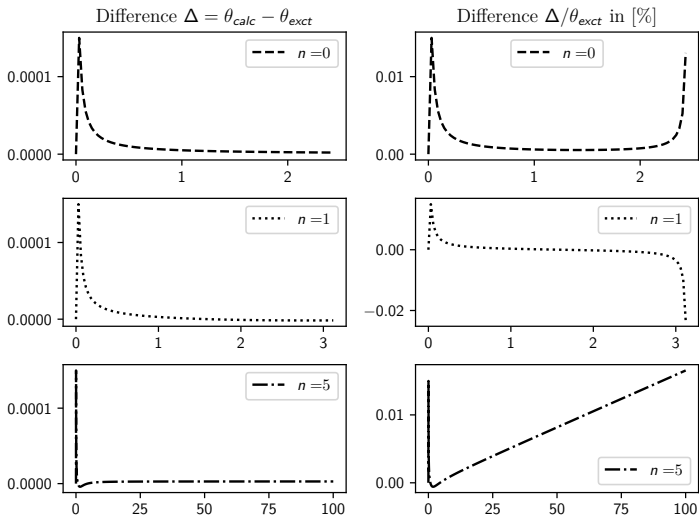 Difference Δ = θcalc − θexct
Difference Δ/θexct in [%]
n =0
0.0001
0.0000
0 1 2
n =0
0.01
0.00
0 1 2
n =1
0.0001
0.0000
0 1 2 3
n =1
0.00
−0.02
0 1 2 3
n =5
0.0001
0.0000
0 25 50 75 100
n =5
0.01
0.00
0 25 50 75 100